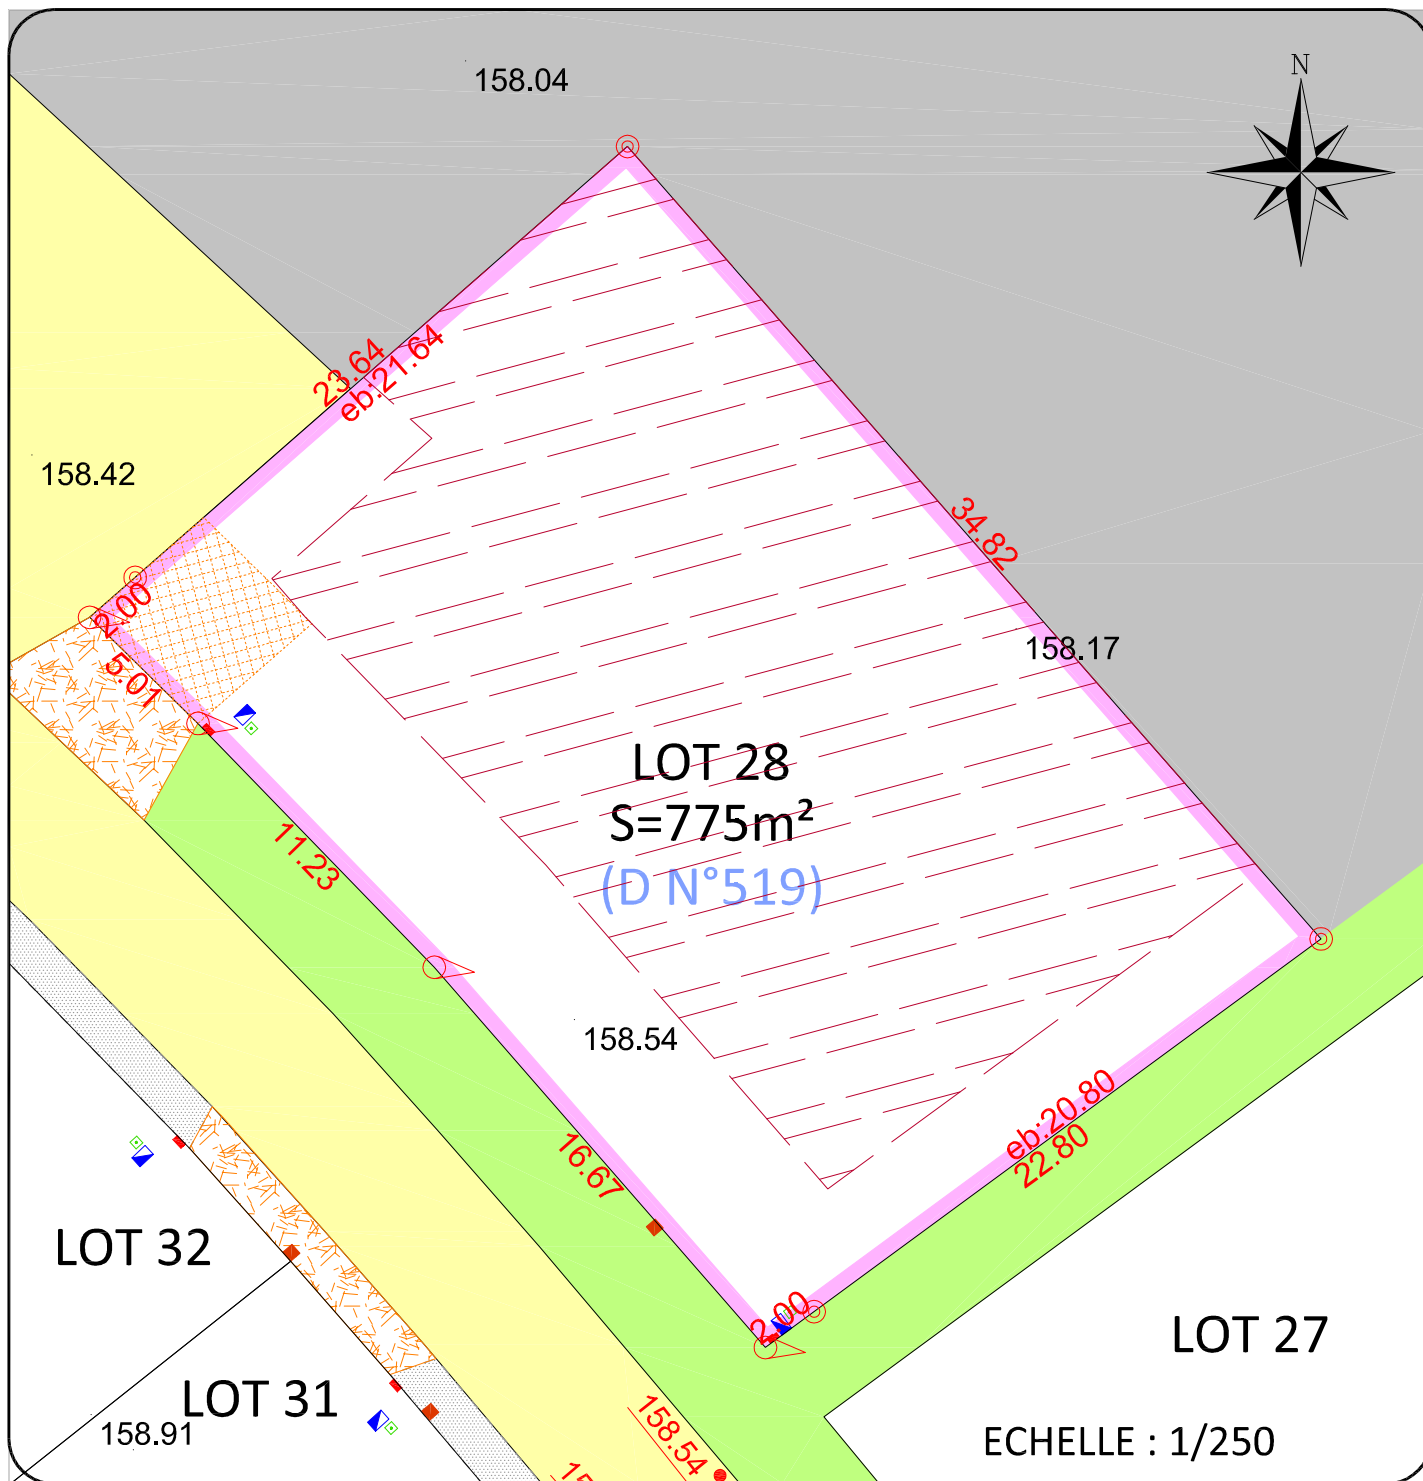 158.04
N
23.64
eb:21.64
158.42
34.82
2.00
158.17
5.01
LOT 28
S=775m²
(D N°519)
11.23
158.54
eb:20.80
22.80
16.67
LOT 32
2.00
LOT 27
LOT 31
158.91
158.54
ECHELLE : 1/250